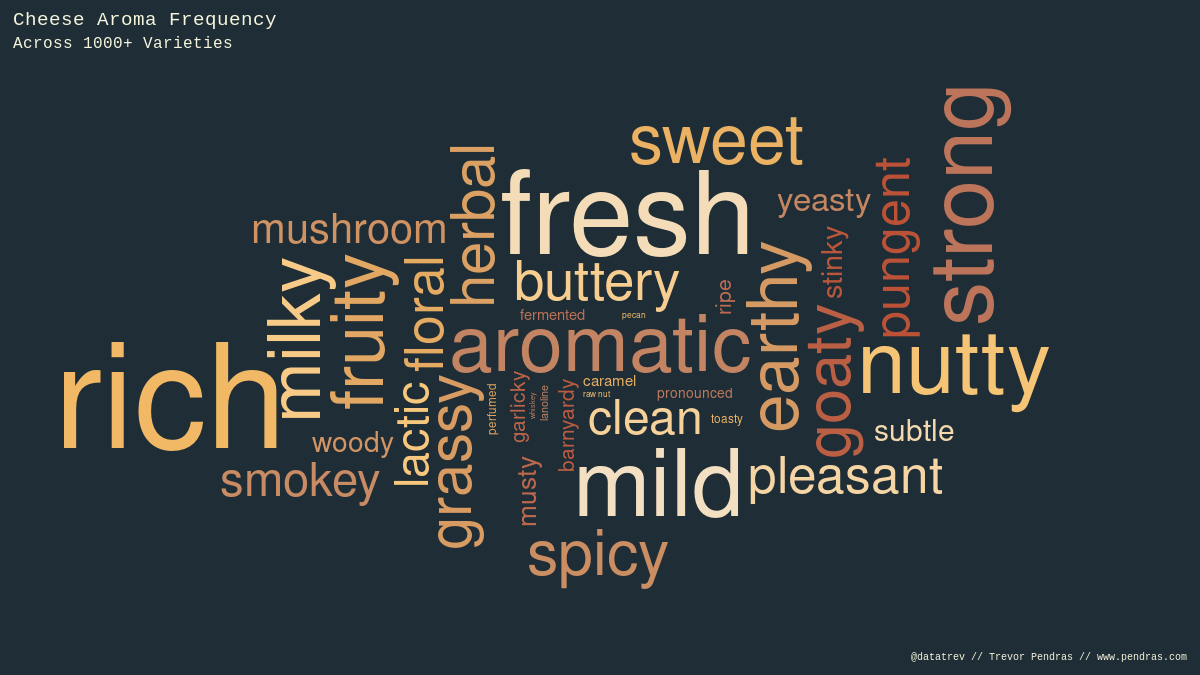 Cheese Aroma Frequency
Across 1000+ Varieties
strong
sweet
fresh
herbal
yeasty
pungent
mushroom
stinky
milky
fruity
floral
buttery
ripe
earthy
fermented
pecan
aromatic
goaty
nutty
rich
lactic
grassy
perfumed
garlicky
whiskey
lanoline
barnyardy
caramel
raw nut
pronounced
clean
toasty
subtle
woody
smokey
musty
mild
pleasant
spicy
@datatrev // Trevor Pendras // www.pendras.com